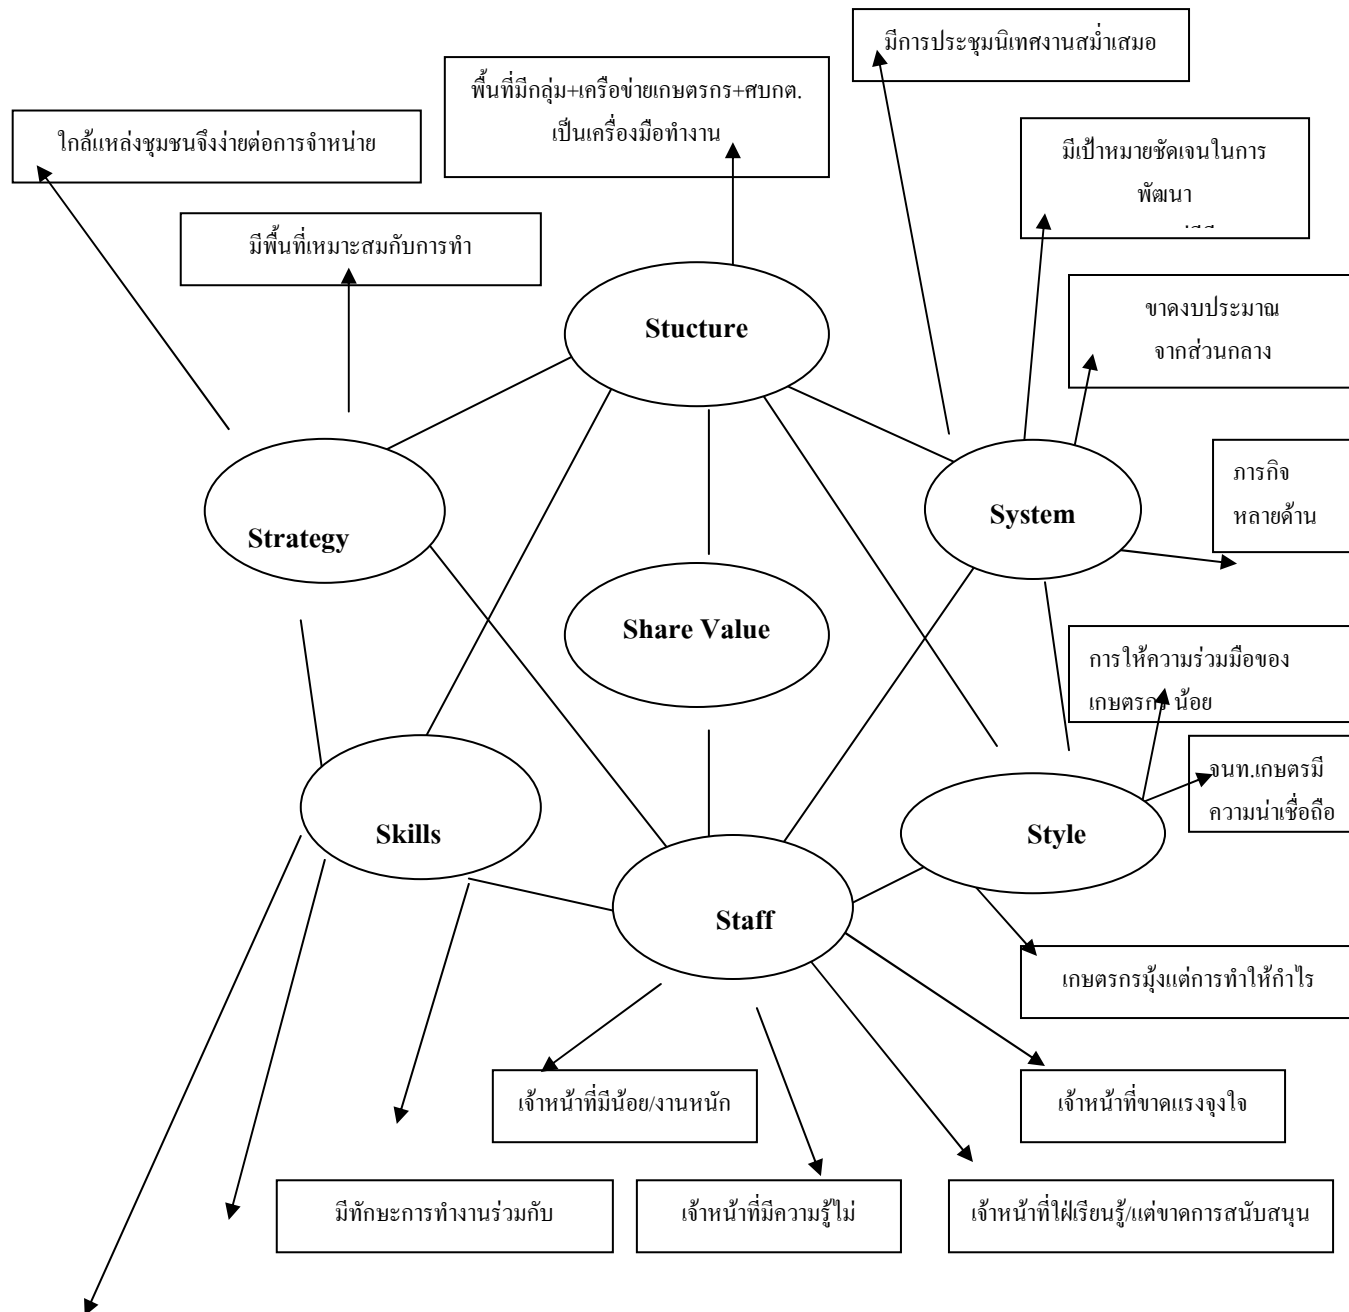 มีการประชุมนิเทศงานสม่ำเสมอ
พื้นที่มีกลุ่ม+เครือข่ายเกษตรกร+ศบกต.
เป็นเครื่องมือทำงาน
ใกล้แหล่งชุมชนจึงง่ายต่อการจำหน่าย
มีเป้าหมายชัดเจนในการ
พัฒนา
มีพื้นที่เหมาะสมกับการทำ
ขาดงบประมาณ
จากส่วนกลาง
Stucture
ภารกิจ
หลายด้าน
System
Strategy
Share Value
การให้ความร่วมมือของ
เกษตรกร น้อย
จนท.เกษตรมี
ความน่าเชื่อถือ
Skills
Style
Staff
เกษตรกรมุ้งแต่การทำให้กำไร
เจ้าหน้าที่มีน้อย/งานหนัก
เจ้าหน้าที่ขาดแรงจุงใจ
มีทักษะการทำงานร่วมกับ
เจ้าหน้าที่มีความรู้ไม่
เจ้าหน้าที่ใฝ่เรียนรู้/แต่ขาดการสนับสนุน